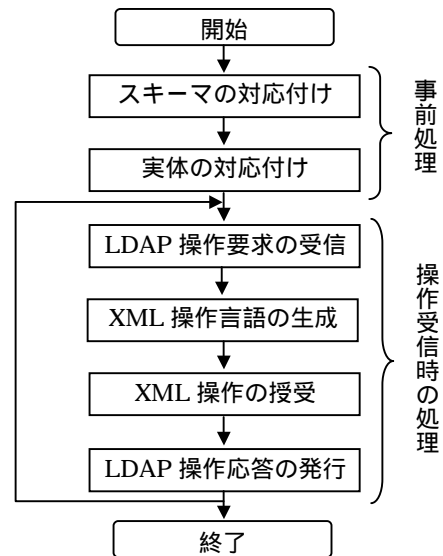 開始
スキーマの対応付け
実体の対応付け
事前処理
LDAP 操作要求の受信
XML 操作言語の生成
XML 操作の授受
LDAP 操作応答の発行
操作受信時の処理
終了